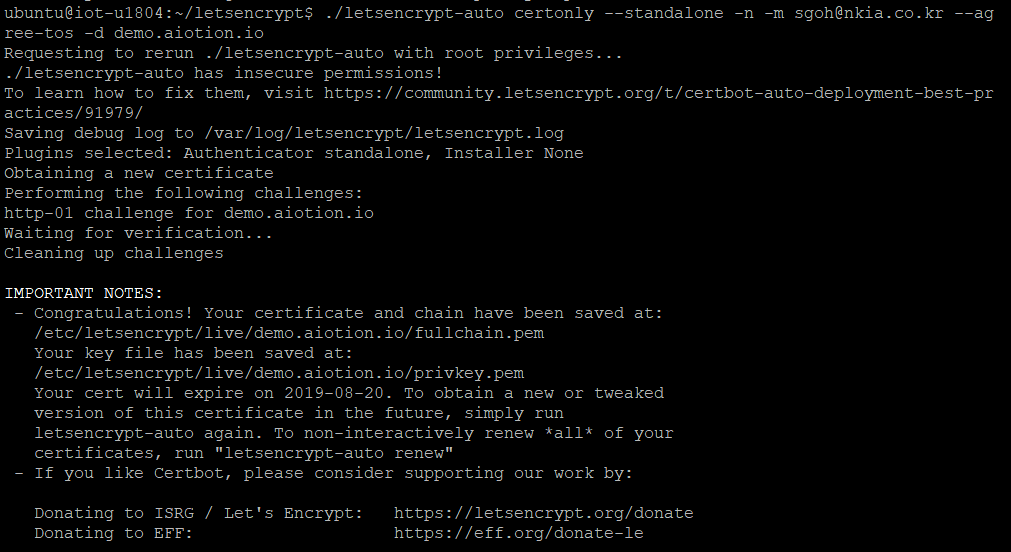 ubuntu@iot-u1804:~/letsencrypt$ ./letsencrypt-auto certonly --standalone -n -m sgoh@nkia.co.kr --ag
ree-tos -d demo.aiotion.io
Requesting to rerun ./letsencrypt-auto with root privileges...
./letsencrypt-auto has insecure permissions!
To learn how to fix them, visit https://community.letsencrypt.org/t/certbot-auto-deployment-best-pr
actices/91979/
Saving debug log to /var/log/letsencrypt/letsencrypt.log
Plugins selected: Authenticator standalone, Installer None
Obtaining a new certificate
Performing the following challenges:
http-01 challenge for demo.aiotion.io
Waiting for verification...
Cleaning up challenges

IMPORTANT NOTES:
 - Congratulations! Your certificate and chain have been saved at:
   /etc/letsencrypt/live/demo.aiotion.io/fullchain.pem
   Your key file has been saved at:
   /etc/letsencrypt/live/demo.aiotion.io/privkey.pem
   Your cert will expire on 2019-08-20. To obtain a new or tweaked
   version of this certificate in the future, simply run
   letsencrypt-auto again. To non-interactively renew *all* of your
   certificates, run "letsencrypt-auto renew"
 - If you like Certbot, please consider supporting our work by:

   Donating to ISRG / Let's Encrypt:   https://letsencrypt.org/donate
   Donating to EFF:                    https://eff.org/donate-le